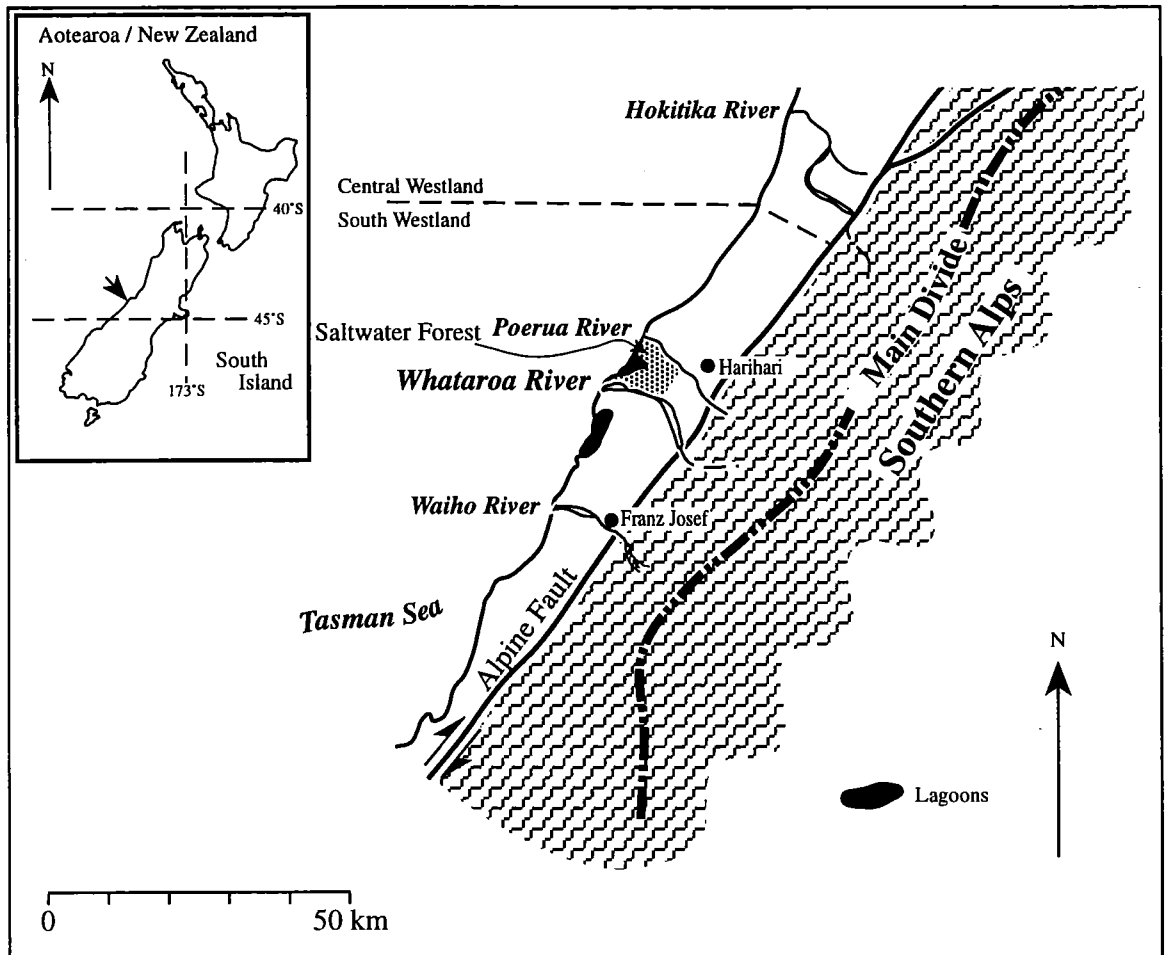 Aotearoa / New Zealand
N
40°S
45°S
South
Island
173°S
Hokitika River
Central Westland
South Westland
Saltwater Forest
Poerua River
Harihari
Whataroa River
Main Divide
Southern Alps
Waiho River
Franz Josef
Tasman Sea
Alpine Fault
N
Lagoons
0
50 km